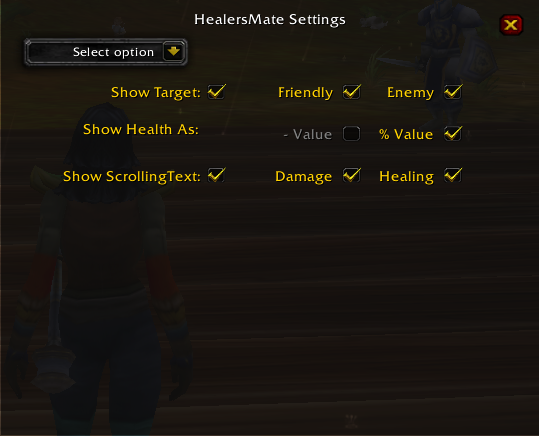 HealersMate Settings
Select option
Show Target: Friendly Enemy
Show Health As: - Value % Value
Show ScrollingText: Damage Healing